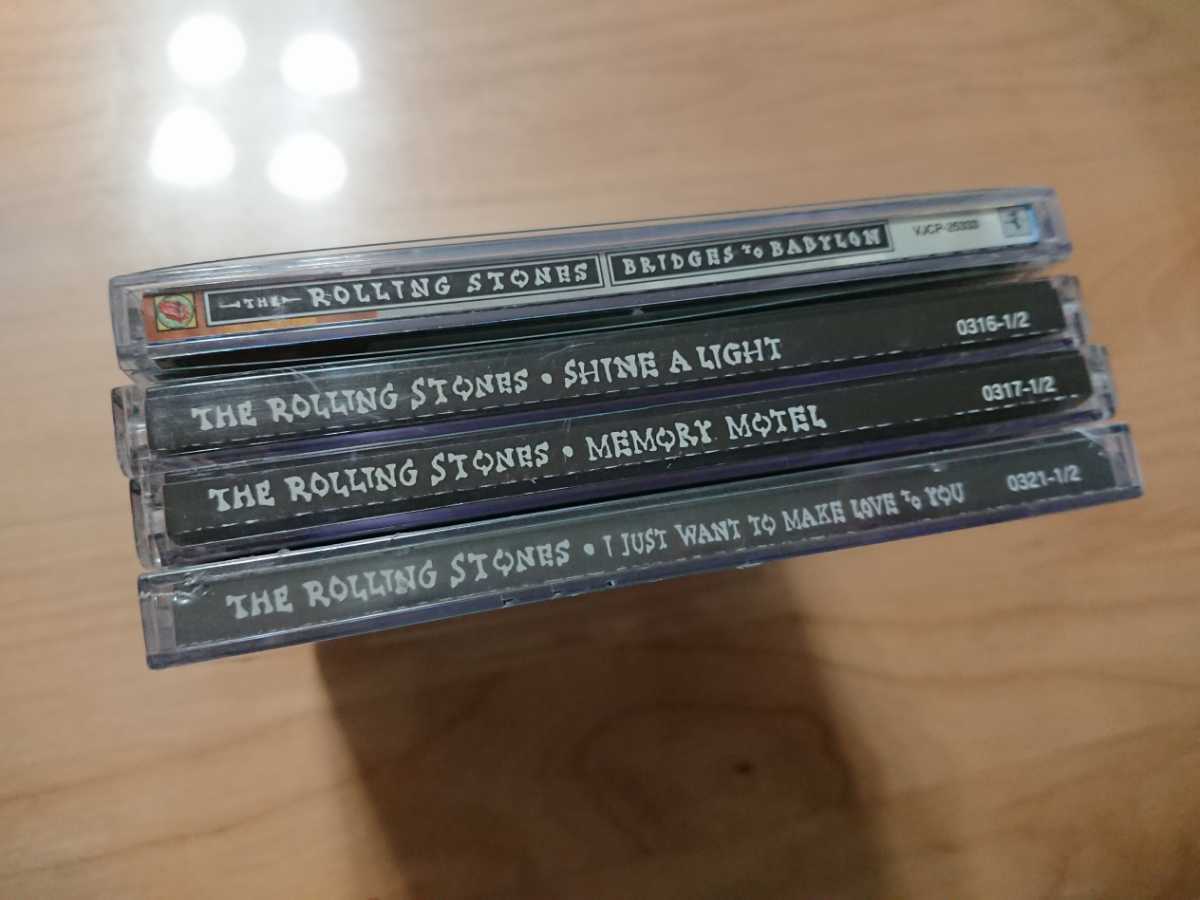 THE ROLLING STONES BRIDGES TO BABYLON VJCP-25333
THE ROLLING STONES • SHINE A LIGHT 0316-1/2
THE ROLLING STONES • MEMORY MOTEL 0317-1/2
THE ROLLING STONES • I JUST WANT TO MAKE LOVE TO YOU 0321-1/2